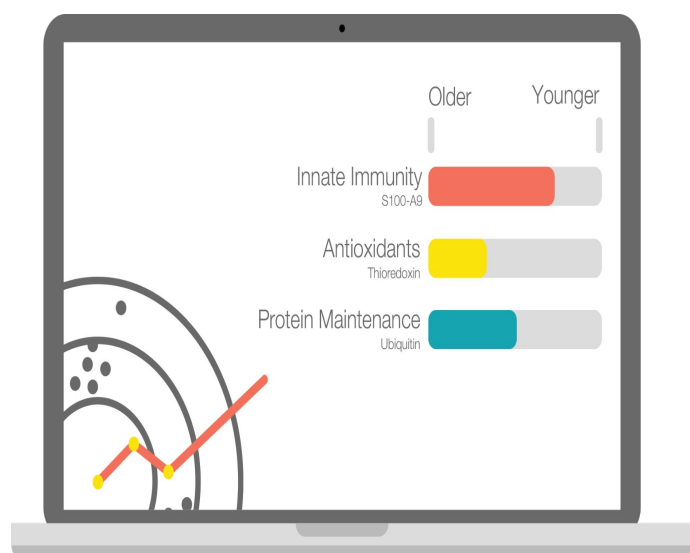 Older Younger
Innate Immunity
S100-A9
Antioxidants
Thioredoxin
Protein Maintenance
Ubiquitin